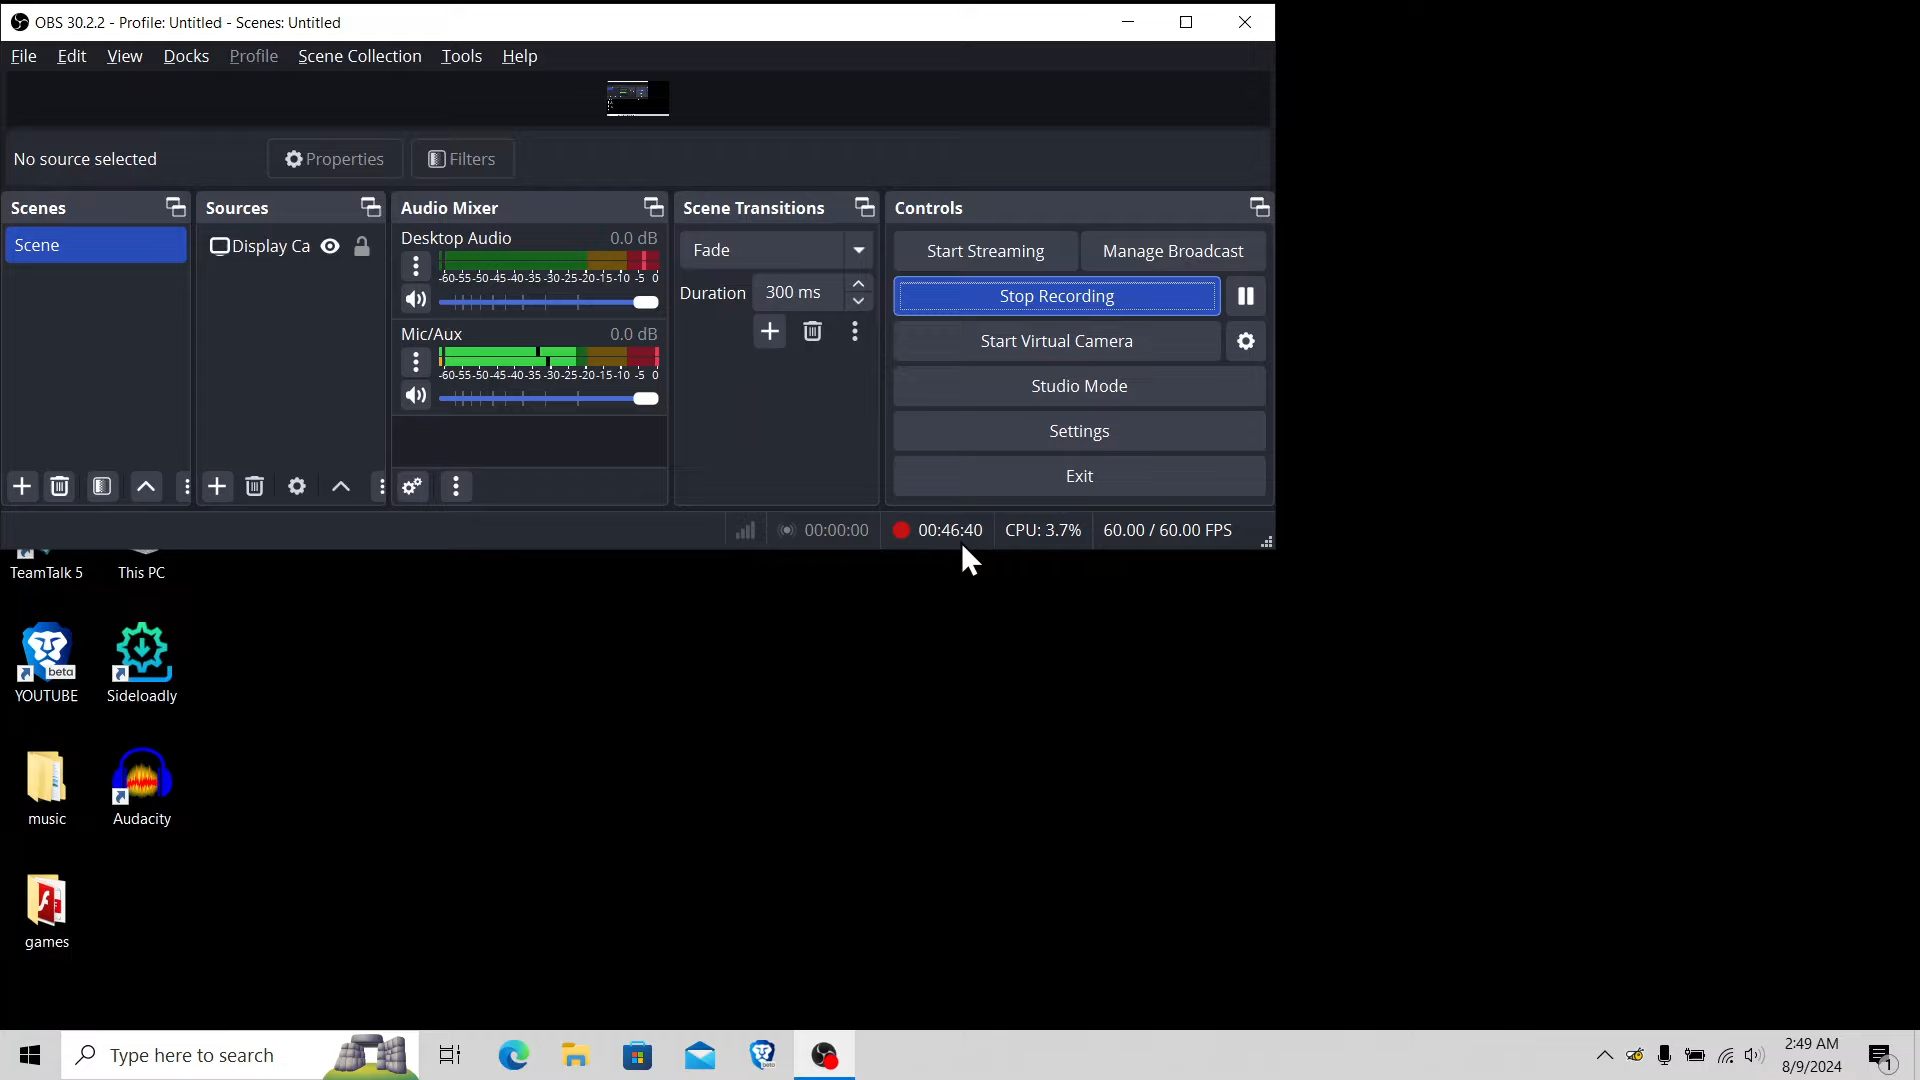 OBS 30.2.2 - Profile: Untitled - Scenes: Untitled
File Edit View Docks Profile Scene Collection Tools Help
No source selected Properties Filters
Scenes
Scene
Sources
Display Ca
Audio Mixer
Desktop Audio 0.0 dB
-60-55-50-45-40-35-30-25-20-15-10 -5 0
Mic/Aux 0.0 dB
-60-55-50-45-40-35-30-25-20-15-10 -5 0
Scene Transitions
Fade
Duration 300 ms
Controls
Start Streaming Manage Broadcast
Stop Recording
Start Virtual Camera
Studio Mode
Settings
Exit
00:00:00 00:46:40 CPU: 3.7% 60.00 / 60.00 FPS
TeamTalk 5 This PC
beta
YOUTUBE Sideloadly
music Audacity
games
Type here to search
beta
2:49 AM
8/9/2024
1